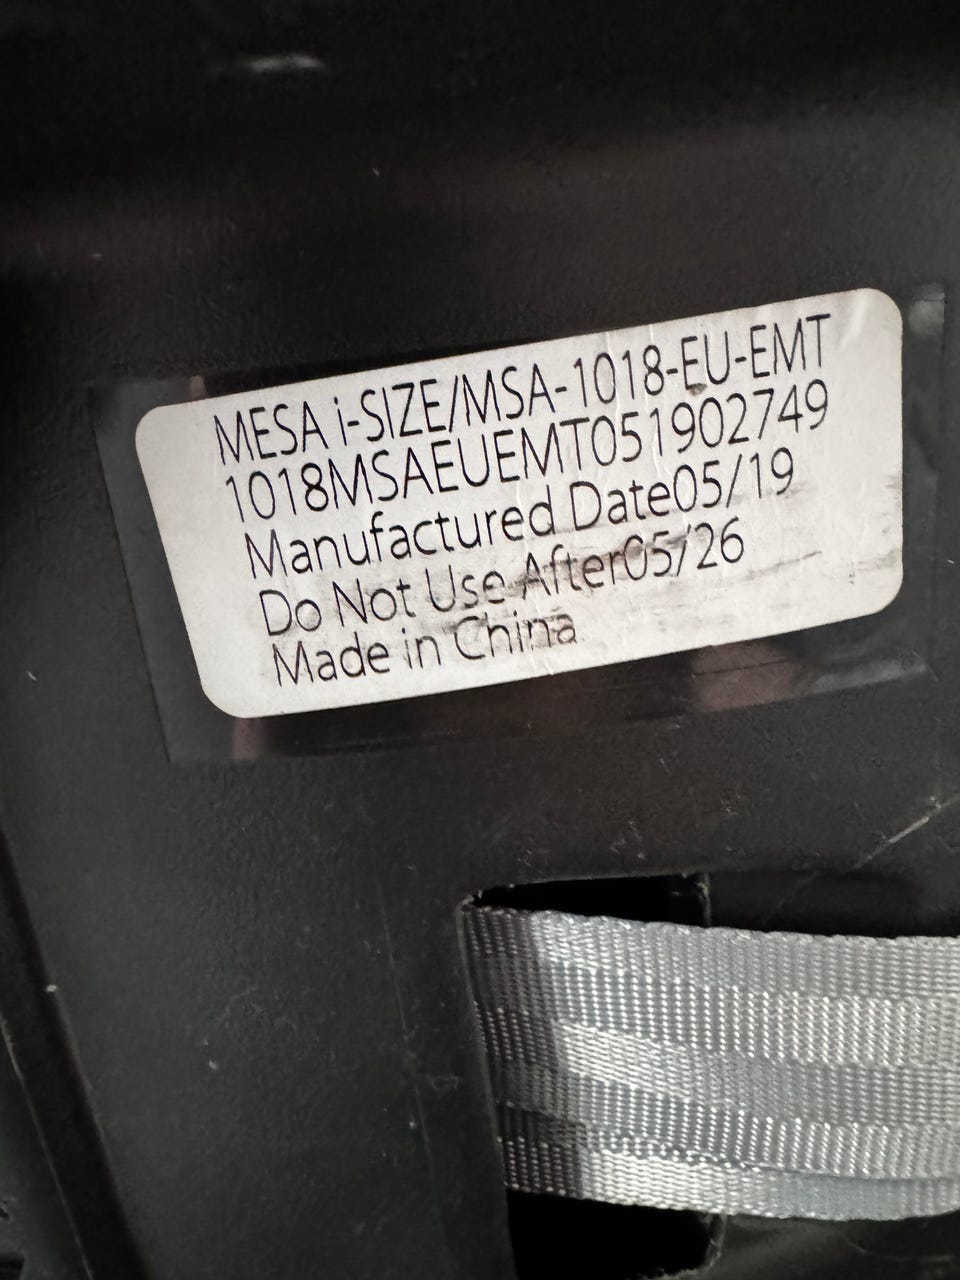 MESA i-SIZE/MSA-1018-EU-EMT
1018MSAEUEMT051902749
Manufactured Date05/19
Do Not Use After05/26
Made in China